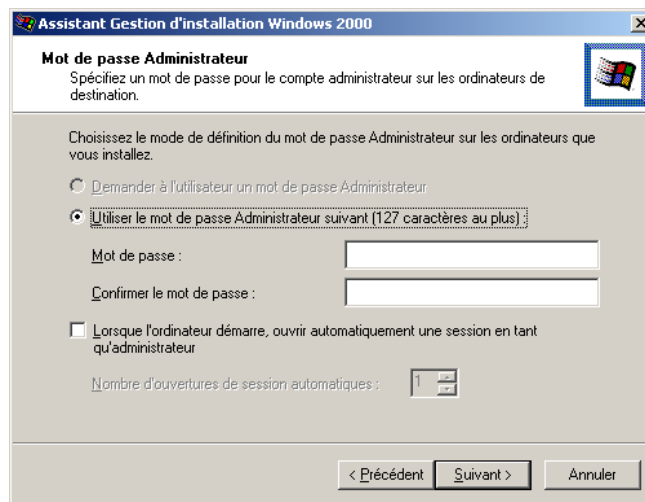 Assistant Gestion d'installation Windows 2000
Mot de passe Administrateur
Spécifiez un mot de passe pour le compte administrateur sur les ordinateurs de
destination.
Choisissez le mode de définition du mot de passe Administrateur sur les ordinateurs que
vous installez.
Demander à l'utilisateur un mot de passe Administrateur
Utiliser le mot de passe Administrateur suivant (127 caractères au plus) :
Mot de passe :
Confirmer le mot de passe :
Lorsque l'ordinateur démarre, ouvrir automatiquement une session en tant
qu'administrateur
Nombre d'ouvertures de session automatiques : 1
< Précédent Suivant > Annuler